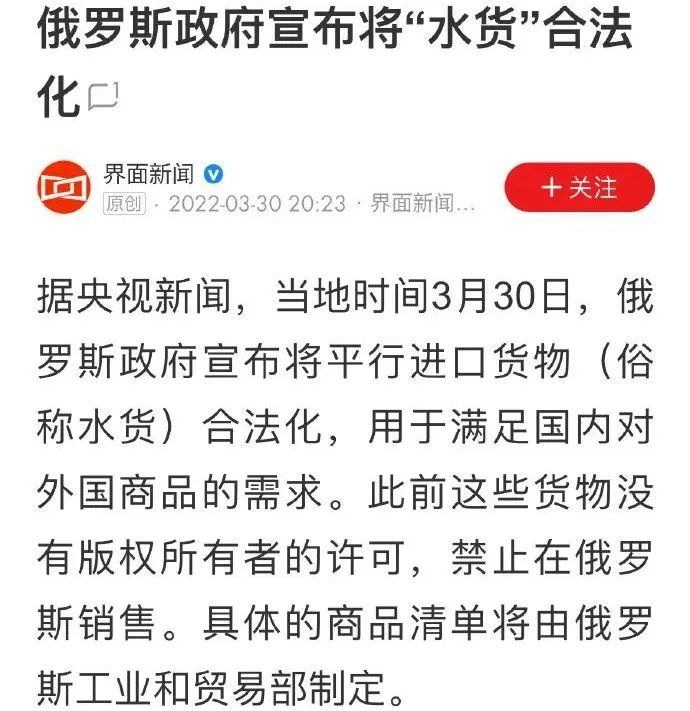 俄罗斯政府宣布将“水货”合法
化 1
界面新闻
原创 · 2022-03-30 20:23 · 界面新闻...
+关注
据央视新闻，当地时间3月30日，俄
罗斯政府宣布将平行进口货物（俗
称水货）合法化，用于满足国内对
外国商品的需求。此前这些货物没
有版权所有者的许可，禁止在俄罗
斯销售。具体的商品清单将由俄罗
斯工业和贸易部制定。